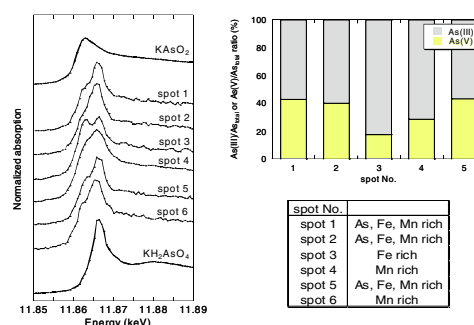 Normalized absorption
KAsO2
spot 1
spot 2
spot 3
spot 4
spot 5
spot 6
KH2AsO4
11.85 11.86 11.87 11.88 11.89
Energy (keV)
As(III)/Astotal or As(V)/Astotal ratio (%)
100
80
60
40
20
0
As(III)
As(V)
1 2 3 4 5
spot No.
spot No.
spot 1 As, Fe, Mn rich
spot 2 As, Fe, Mn rich
spot 3 Fe rich
spot 4 Mn rich
spot 5 As, Fe, Mn rich
spot 6 Mn rich